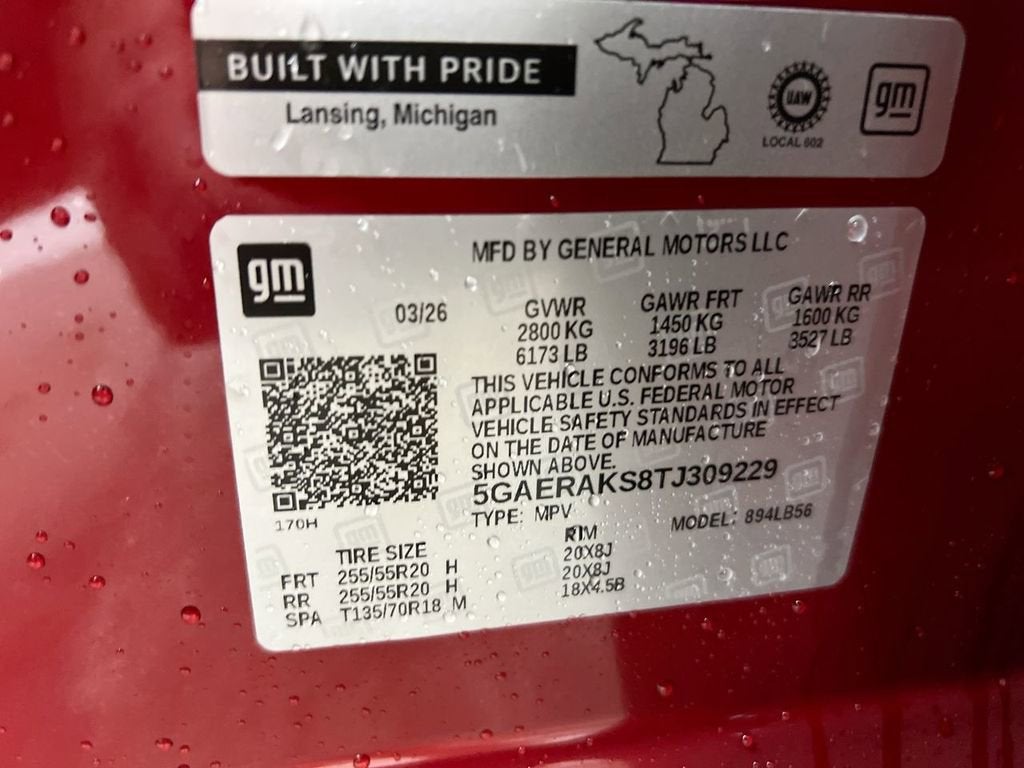 BUILT WITH PRIDE
Lansing, Michigan
UAW
LOCAL 602
gm
gm
MFD BY GENERAL MOTORS LLC
03/26
GVWR
2800 KG
6173 LB
GAWR FRT
1450 KG
3196 LB
GAWR RR
1600 KG
3527 LB
THIS VEHICLE CONFORMS TO ALL
APPLICABLE U.S. FEDERAL MOTOR
VEHICLE SAFETY STANDARDS IN EFFECT
ON THE DATE OF MANUFACTURE
SHOWN ABOVE.
5GAERAKS8TJ309229
TYPE: MPV MODEL: 894LB56
170H
TIRE SIZE RIM
FRT 255/55R20 H 20X8J
RR 255/55R20 H 20X8J
SPA T135/70R18 M 18X4.5B